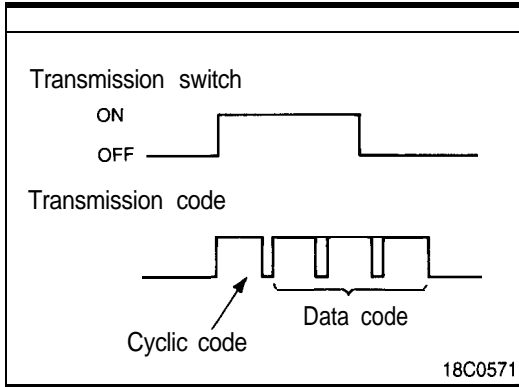 Transmission switch
ON
OFF
Transmission code
Data code
Cyclic code
18C0571